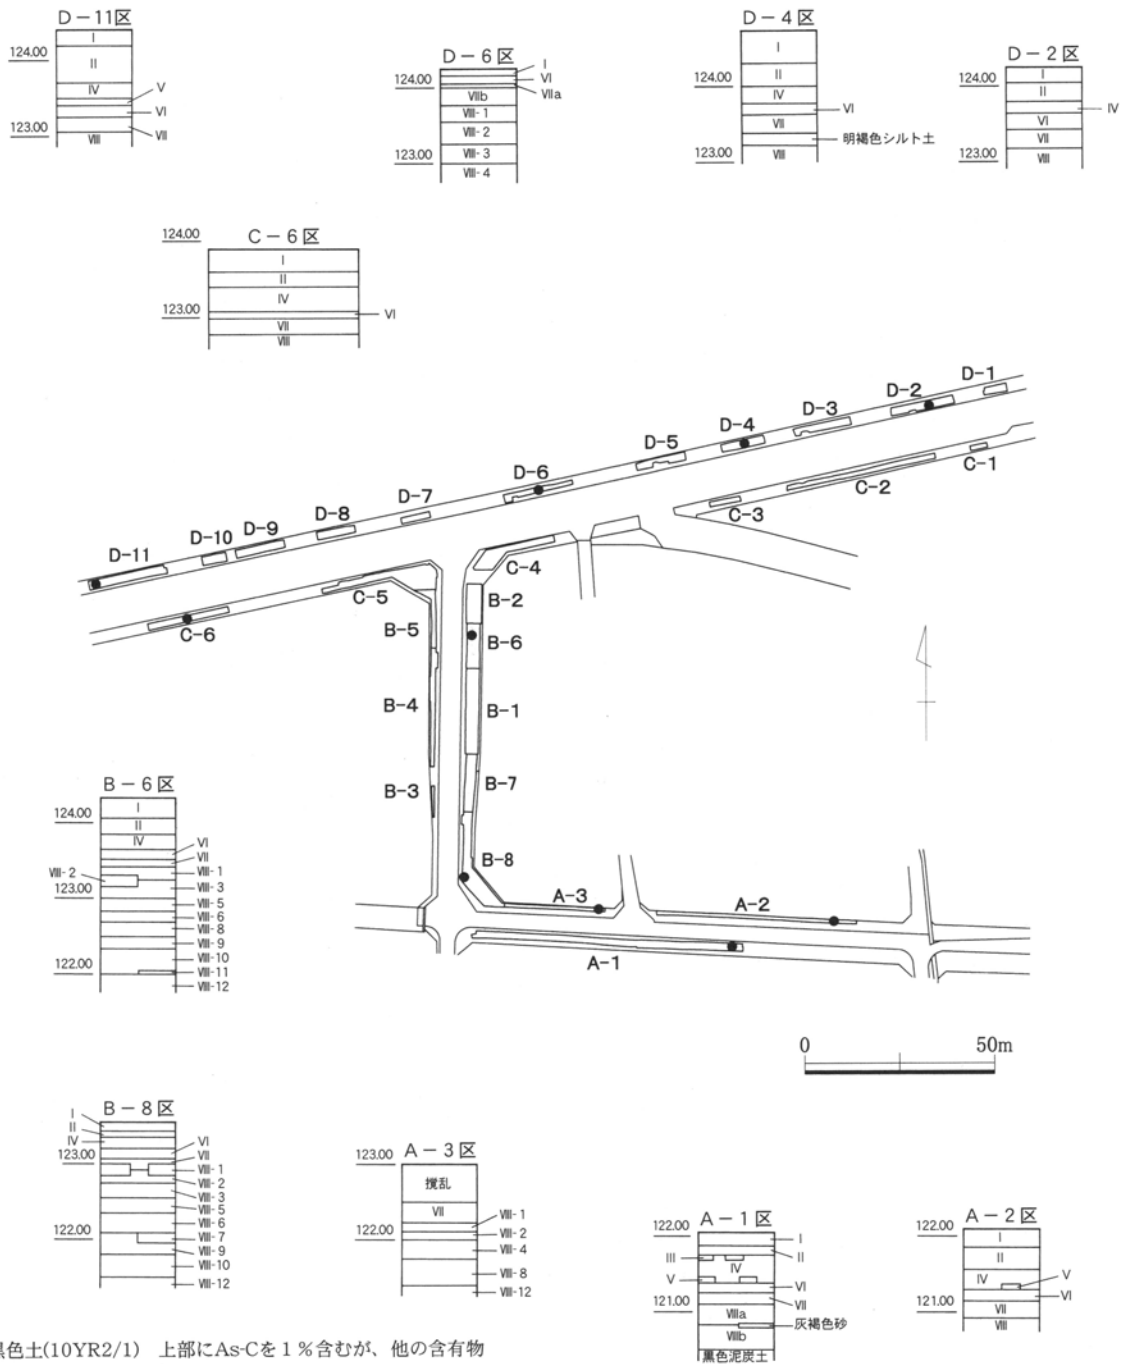 D－11区
124.00
I
II
IV
V
VI
VII
123.00
VIII
D－6区
124.00
I
VI
VIIa
VIIb
VIII-1
VIII-2
123.00
VIII-3
VIII-4
D－4区
I
124.00
II
IV
VI
VII
明褐色シルト土
123.00
VIII
D－2区
124.00
I
II
IV
VI
VII
123.00
VIII
C－6区
124.00
I
II
IV
123.00
VI
VII
VIII
D-1
D-2
D-3
D-4
D-5
D-6
D-7
D-8
D-9
D-10
D-11
C-1
C-2
C-3
C-4
C-5
C-6
B-2
B-5
B-6
B-4
B-1
B-3
B-7
B-8
A-3
A-2
A-1
0
50m
B－6区
124.00
I
II
IV
VI
VII
VIII-1
VIII-2
VIII-3
123.00
VIII-5
VIII-6
VIII-8
VIII-9
VIII-10
122.00
VIII-11
VIII-12
B－8区
I
II
IV
VI
123.00
VII
VIII-1
VIII-2
VIII-3
VIII-5
VIII-6
122.00
VIII-7
VIII-9
VIII-10
VIII-12
A－3区
123.00
撹乱
VII
VIII-1
122.00
VIII-2
VIII-4
VIII-8
VIII-12
A－1区
122.00
I
II
III
IV
V
VI
121.00
VII
VIIIa
灰褐色砂
VIIIb
黒色泥炭土
A－2区
122.00
I
II
IV
V
VI
121.00
VII
VIII
黒色土(10YR2/1)　上部にAs-Cを1％含むが、他の含有物